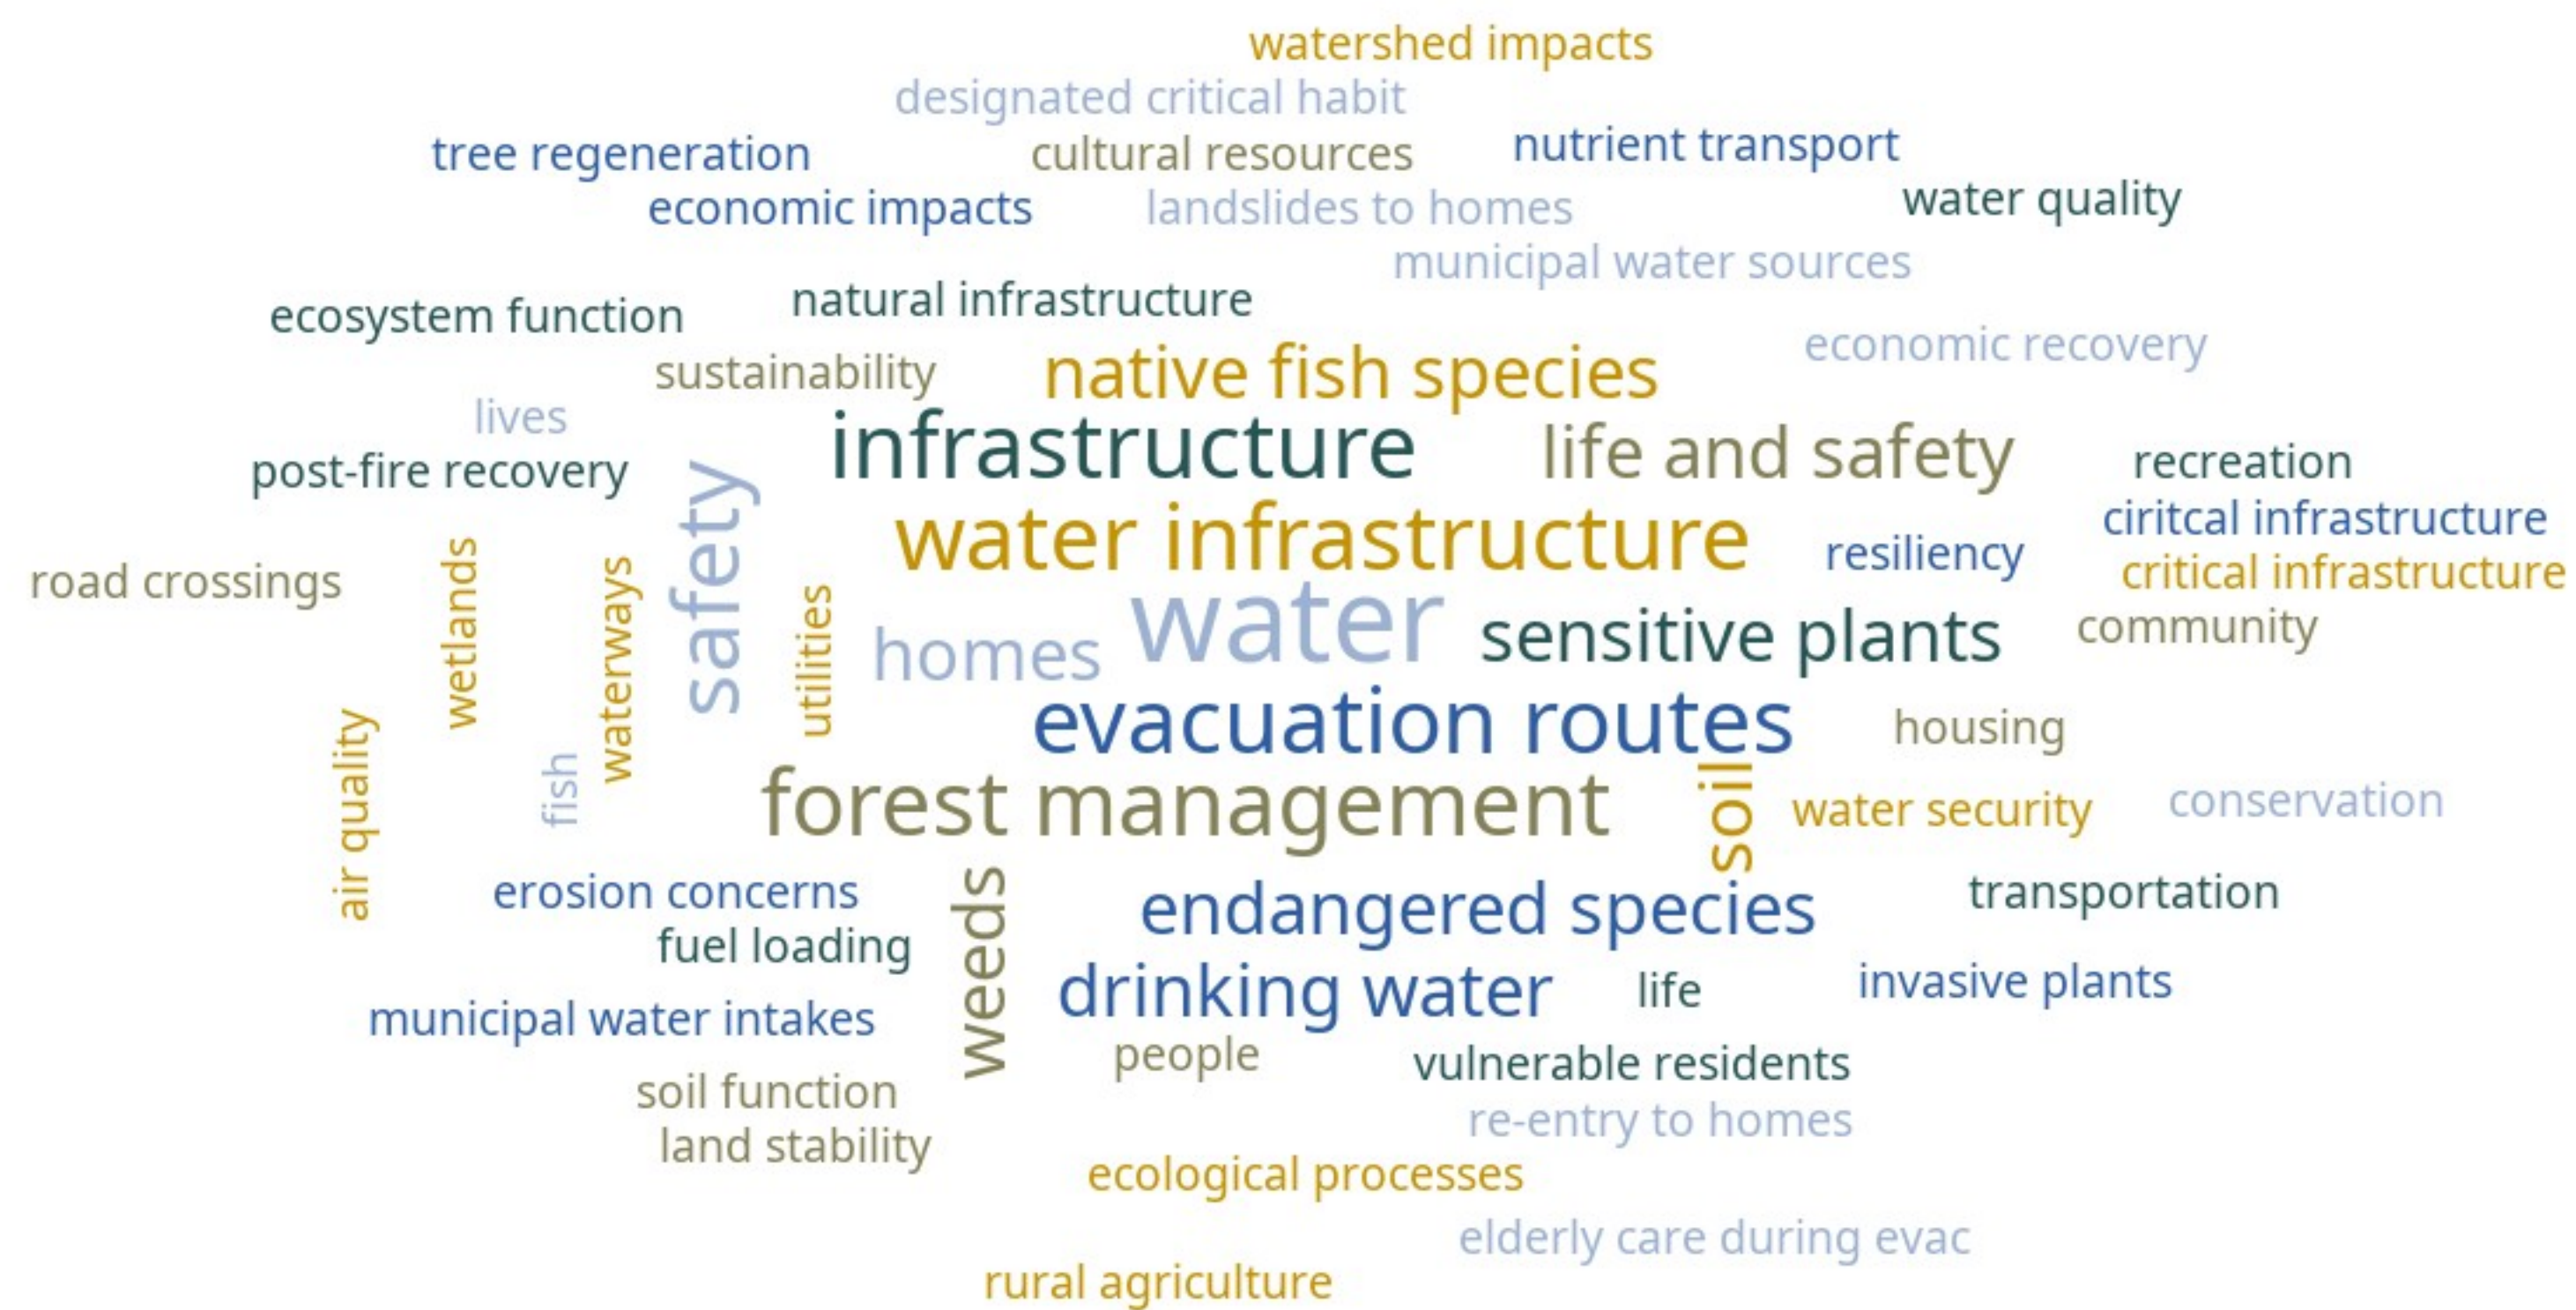 watershed impacts
designated critical habit
tree regeneration
cultural resources
nutrient transport
economic impacts
landslides to homes
water quality
municipal water sources
ecosystem function
natural infrastructure
economic recovery
sustainability
native fish species
lives
infrastructure
life and safety
recreation
post-fire recovery
safety
water infrastructure
resiliency
ciritcal infrastructure
critical infrastructure
road crossings
wetlands
waterways
utilities
homes
water
sensitive plants
community
evacuation routes
housing
air quality
fish
forest management
soil
water security
conservation
erosion concerns
weeds
endangered species
transportation
fuel loading
drinking water
life
invasive plants
municipal water intakes
people
vulnerable residents
soil function
re-entry to homes
land stability
ecological processes
elderly care during evac
rural agriculture